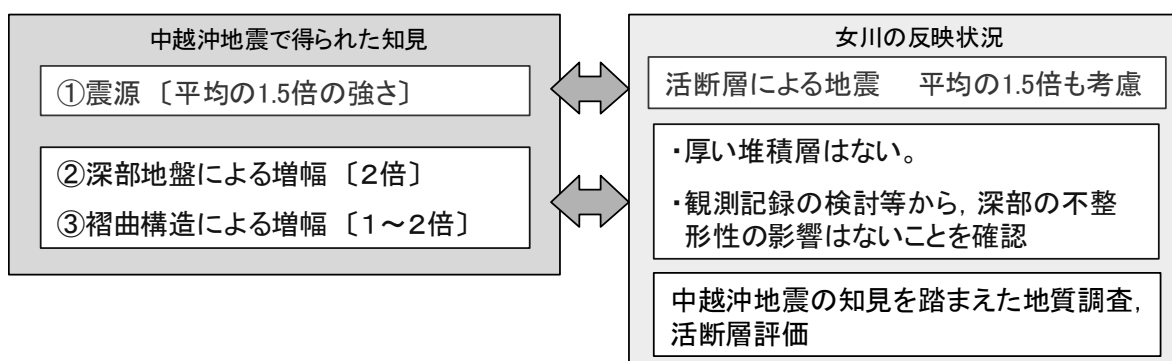 中越沖地震で得られた知見
①震源 〔平均の1.5倍の強さ〕
②深部地盤による増幅 〔２倍〕
③褶曲構造による増幅 〔１～２倍〕
女川の反映状況
活断層による地震 平均の1.5倍も考慮
・厚い堆積層はない。
・観測記録の検討等から，深部の不整
形性の影響はないことを確認
中越沖地震の知見を踏まえた地質調査，
活断層評価